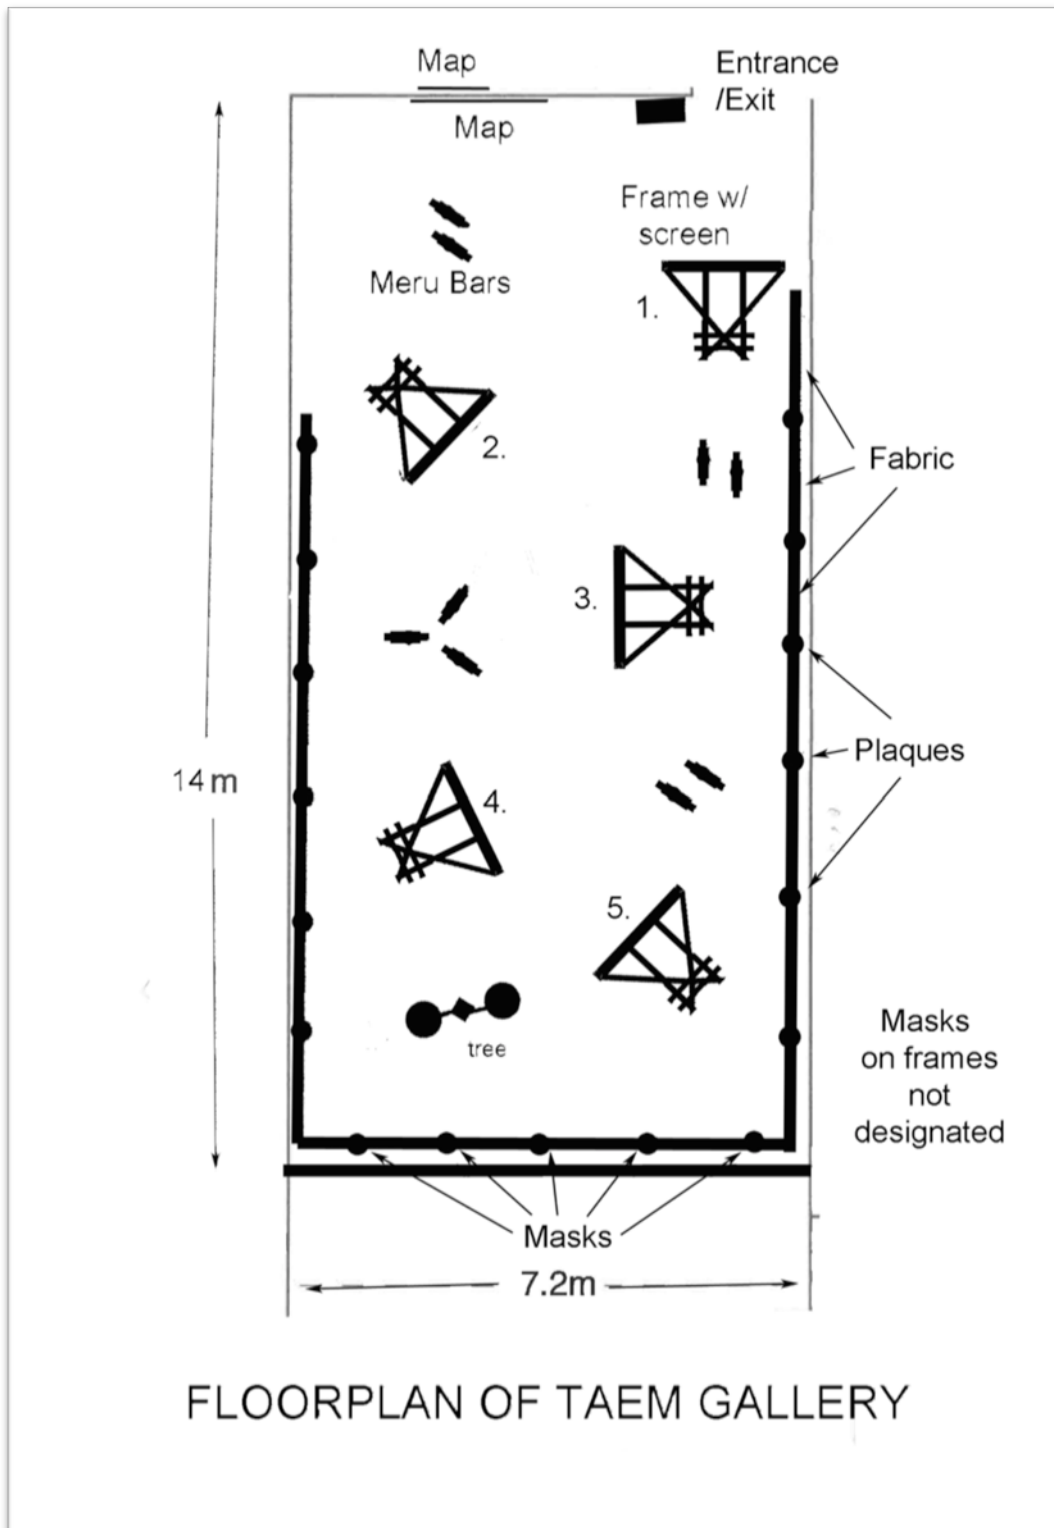 Map
Entrance
/Exit
Map
Frame w/
screen
Meru Bars
1.
2.
Fabric
3.
Plaques
14 m
4.
5.
Masks
on frames
not
designated
tree
Masks
7.2m
FLOORPLAN OF TAEM GALLERY